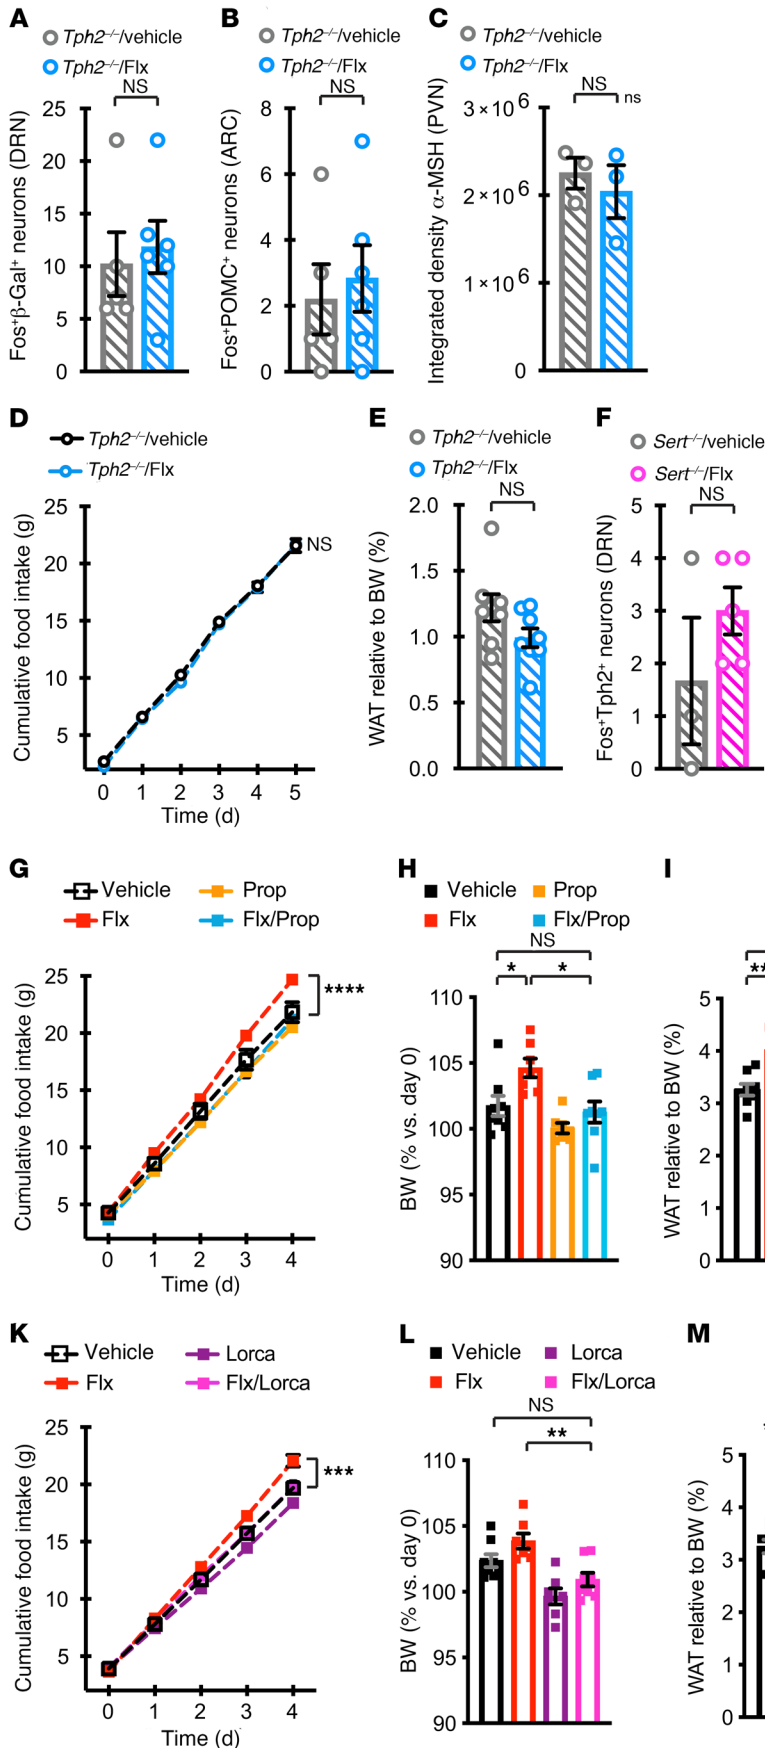 A
Tph2–/–/vehicle
Tph2–/–/Flx
NS
Fos+β-Gal+ neurons (DRN)
25
20
15
10
5
0
B
Tph2–/–/vehicle
Tph2–/–/Flx
NS
Fos+POMC+ neurons (ARC)
8
6
4
2
0
C
Tph2–/–/vehicle
Tph2–/–/Flx
NS
ns
Integrated density α-MSH (PVN)
3×10^6
2×10^6
1×10^6
0
D
Tph2–/–/vehicle
Tph2–/–/Flx
NS
Cumulative food intake (g)
25
20
15
10
5
0 1 2 3 4 5
Time (d)
E
Tph2–/–/vehicle
Tph2–/–/Flx
NS
WAT relative to BW (%)
2.0
1.5
1.0
0.5
0.0
F
Sert–/–/vehicle
Sert–/–/Flx
NS
Fos+Tph2+ neurons (DRN)
5
4
3
2
1
0
G
Vehicle
Prop
Flx
Flx/Prop
****
Cumulative food intake (g)
25
20
15
10
5
0 1 2 3 4
Time (d)
H
Vehicle
Prop
Flx
Flx/Prop
NS
* *
BW (% vs. day 0)
110
105
100
95
90
I
**
WAT relative to BW (%)
5
4
3
2
1
0
K
Vehicle
Lorca
Flx
Flx/Lorca
***
Cumulative food intake (g)
25
20
15
10
5
0 1 2 3 4
Time (d)
L
Vehicle
Lorca
Flx
Flx/Lorca
NS
**
BW (% vs. day 0)
110
105
100
95
90
M
WAT relative to BW (%)
5
4
3
2
1
0